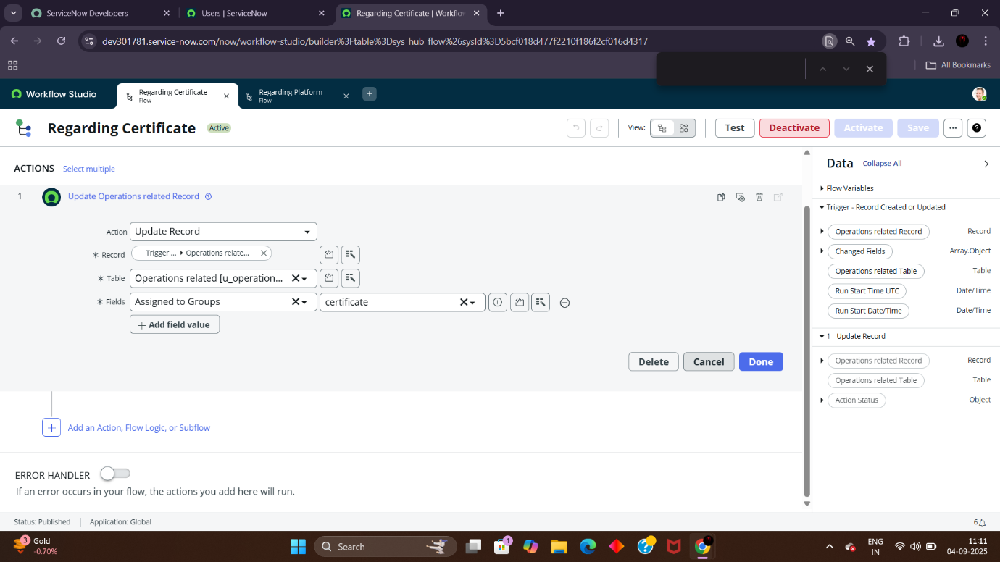 ServiceNow Developers
Users | ServiceNow
Regarding Certificate | Workflow
dev301781.service-now.com/now/workflow-studio/builder%3Ftable%3Dsys_hub_flow%26sysId%3D5bcf018d477f2210f186f2cf016d4317
All Bookmarks
Workflow Studio
Regarding Certificate
Flow
Regarding Platform
Flow
Regarding Certificate
Active
View:
Test
Deactivate
Activate
Save
ACTIONS
Select multiple
1
Update Operations related Record
Action
Update Record
* Record
Trigger ... ▸ Operations relate...
* Table
Operations related [u_operation...
* Fields
Assigned to Groups
certificate
+ Add field value
Delete
Cancel
Done
Add an Action, Flow Logic, or Subflow
ERROR HANDLER
If an error occurs in your flow, the actions you add here will run.
Data
Collapse All
Flow Variables
Trigger - Record Created or Updated
Operations related Record
Record
Changed Fields
Array.Object
Operations related Table
Table
Run Start Time UTC
Date/Time
Run Start Date/Time
Date/Time
1 - Update Record
Operations related Record
Record
Operations related Table
Table
Action Status
Object
Status: Published
Application: Global
6
3
Gold
-0.70%
Search
1
ENG
IN
11:11
04-09-2025